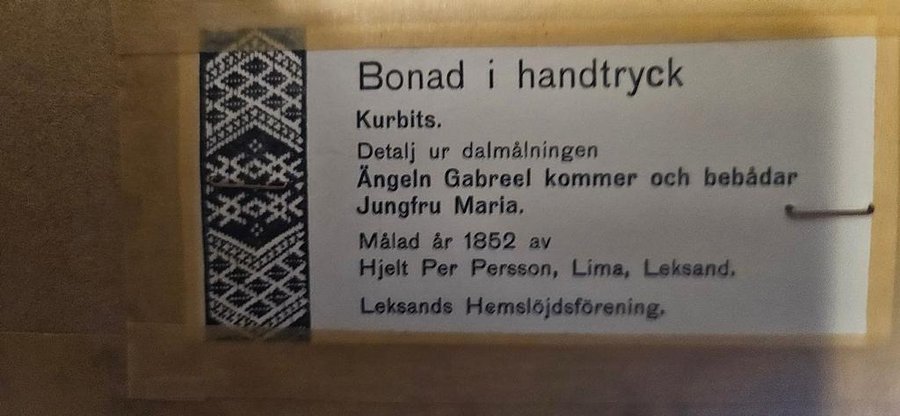 Bonad i handtryck
Kurbits.
Detalj ur dalmålningen
Ängeln Gabreel kommer och bebådar
Jungfru Maria.
Målad år 1852 av
Hjelt Per Persson, Lima, Leksand.
Leksands Hemslöjdsförening.